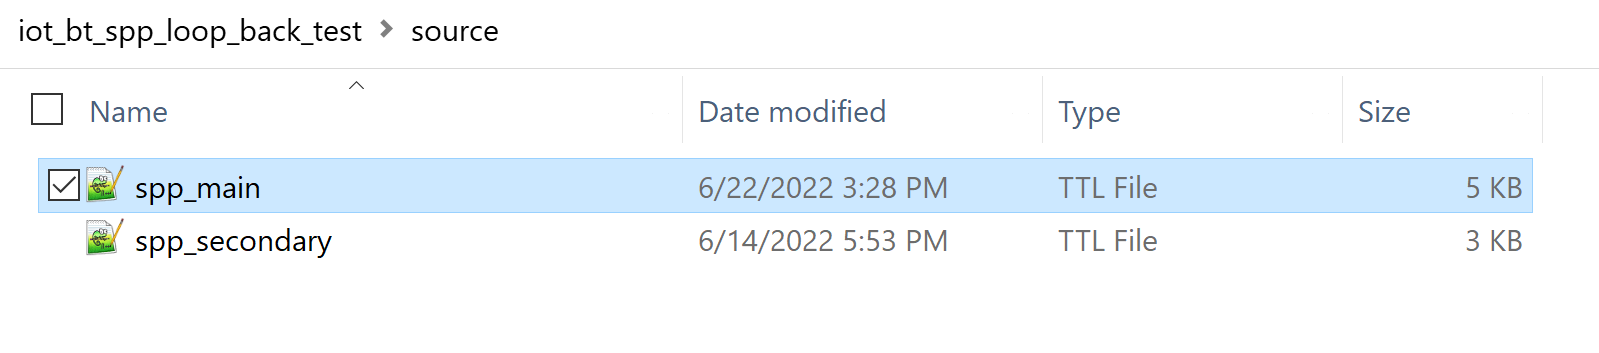 iot_bt_spp_loop_back_test > source
Name Date modified Type Size
spp_main 6/22/2022 3:28 PM TTL File 5 KB
spp_secondary 6/14/2022 5:53 PM TTL File 3 KB